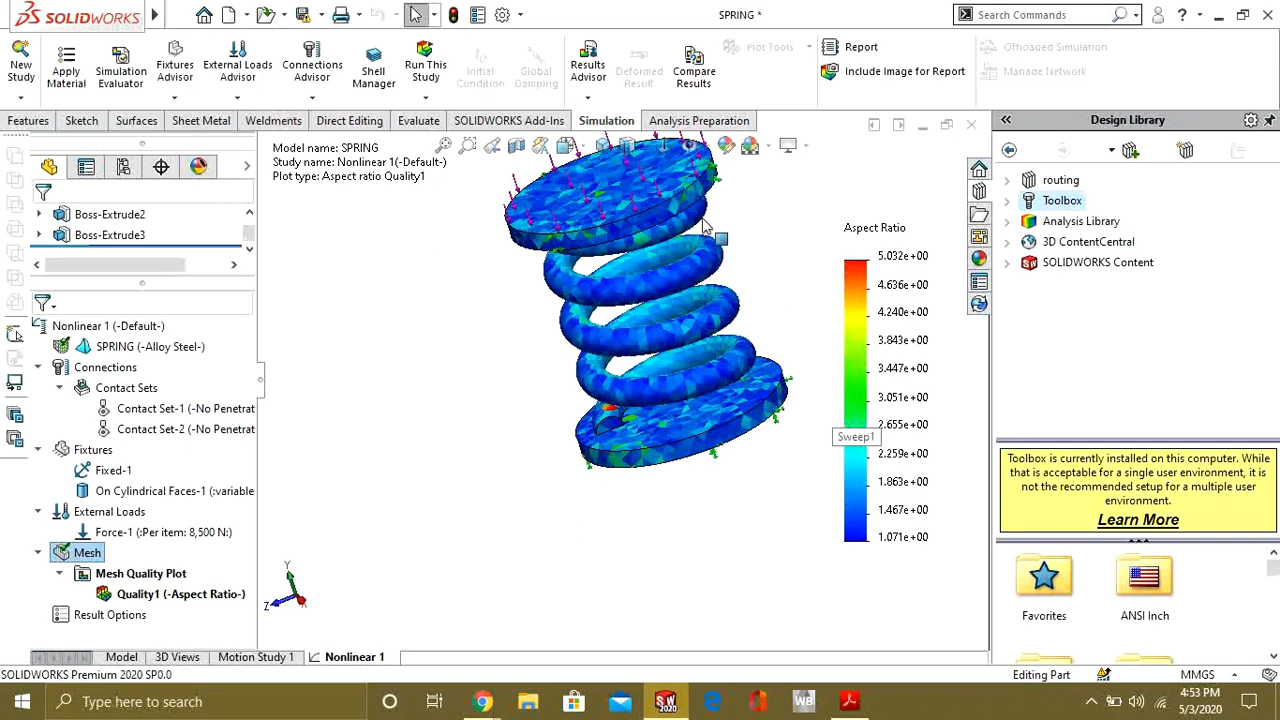 SOLIDWORKS
SPRING *
Search Commands
New Study
Apply Material
Simulation Evaluator
Fixtures Advisor
External Loads Advisor
Connections Advisor
Shell Manager
Run This Study
Initial Condition
Global Damping
Results Advisor
Deformed Result
Compare Results
Plot Tools
Report
Include Image for Report
Offloaded Simulation
Manage Network
Features
Sketch
Surfaces
Sheet Metal
Weldments
Direct Editing
Evaluate
SOLIDWORKS Add-Ins
Simulation
Analysis Preparation
Design Library
Model name: SPRING
Study name: Nonlinear 1(-Default-)
Plot type: Aspect ratio Quality1
Boss-Extrude2
Boss-Extrude3
Nonlinear 1 (-Default-)
SPRING (-Alloy Steel-)
Connections
Contact Sets
Contact Set-1 (-No Penetrat
Contact Set-2 (-No Penetrat
Fixtures
Fixed-1
On Cylindrical Faces-1 (:variable
External Loads
Force-1 (:Per item: 8,500 N:)
Mesh
Mesh Quality Plot
Quality1 (-Aspect Ratio-)
Result Options
Aspect Ratio
5.032e+00
4.636e+00
4.240e+00
3.843e+00
3.447e+00
3.051e+00
2.655e+00
2.259e+00
1.863e+00
1.467e+00
1.071e+00
Sweep1
Y
Z
X
routing
Toolbox
Analysis Library
3D ContentCentral
SOLIDWORKS Content
Toolbox is currently installed on this computer. While
that is acceptable for a single user environment, it is
not the recommended setup for a multiple user
environment.
Learn More
Favorites
ANSI Inch
Model
3D Views
Motion Study 1
Nonlinear 1
SOLIDWORKS Premium 2020 SP0.0
Editing Part
MMGS
Type here to search
SW
2020
WB
4:53 PM
5/3/2020